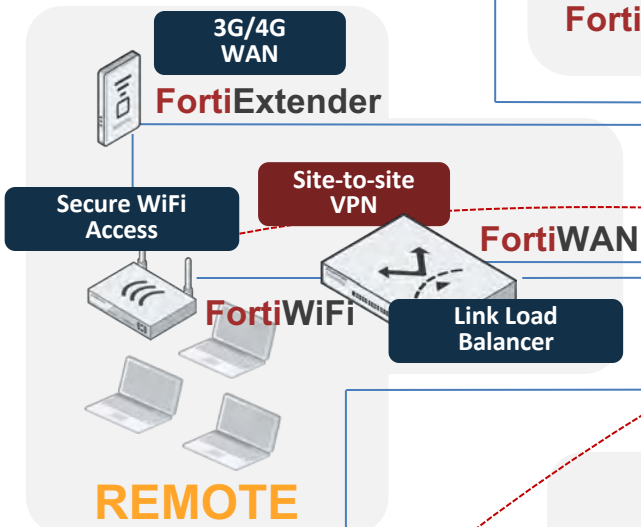 3G/4G
WAN
Forti
FortiExtender
Site-to-site
VPN
Secure WiFi
Access
FortiWAN
FortiWiFi
Link Load
Balancer
REMOTE